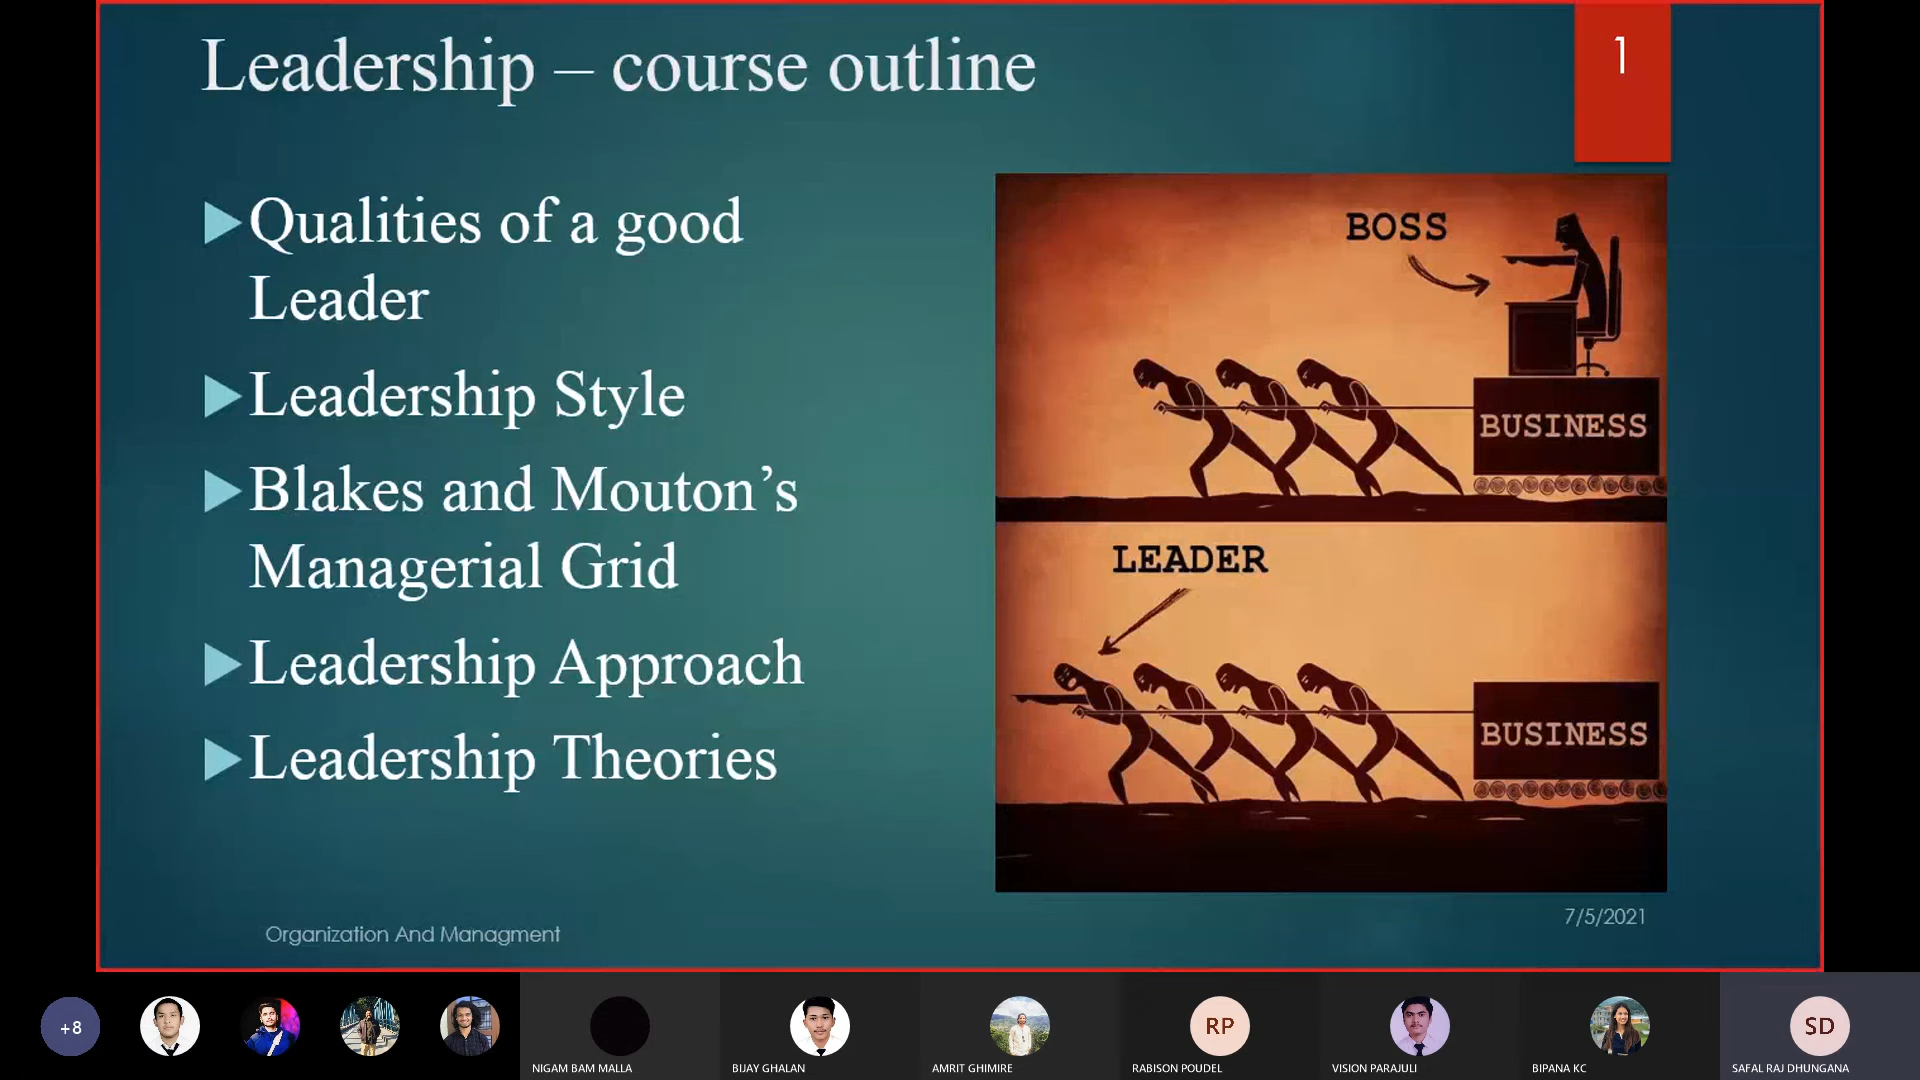 Leadership – course outline
1
Qualities of a good
Leader
Leadership Style
Blakes and Mouton’s
Managerial Grid
Leadership Approach
Leadership Theories
BOSS
BUSINESS
LEADER
BUSINESS
7/5/2021
Organization And Managment
+8
NIGAM BAM MALLA
BIJAY GHALAN
AMRIT GHIMIRE
RP
RABISON POUDEL
VISION PARAJULI
BIPANA KC
SD
SAFAL RAJ DHUNGANA